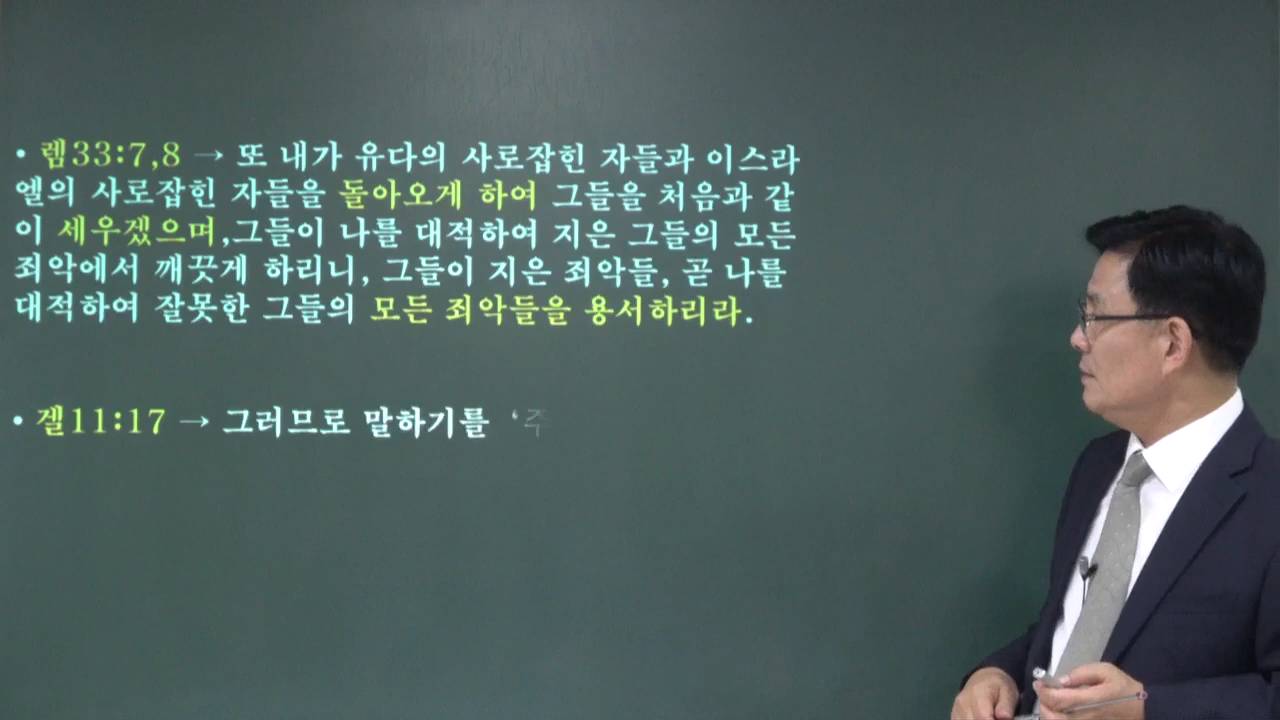 • 렘33:7,8 → 또 내가 유다의 사로잡힌 자들과 이스라
엘의 사로잡힌 자들을 돌아오게 하여 그들을 처음과 같
이 세우겠으며,그들이 나를 대적하여 지은 그들의 모든
죄악에서 깨끗게 하리니, 그들이 지은 죄악들, 곧 나를
대적하여 잘못한 그들의 모든 죄악들을 용서하리라.
• 겔11:17 → 그러므로 말하기를 ‘주